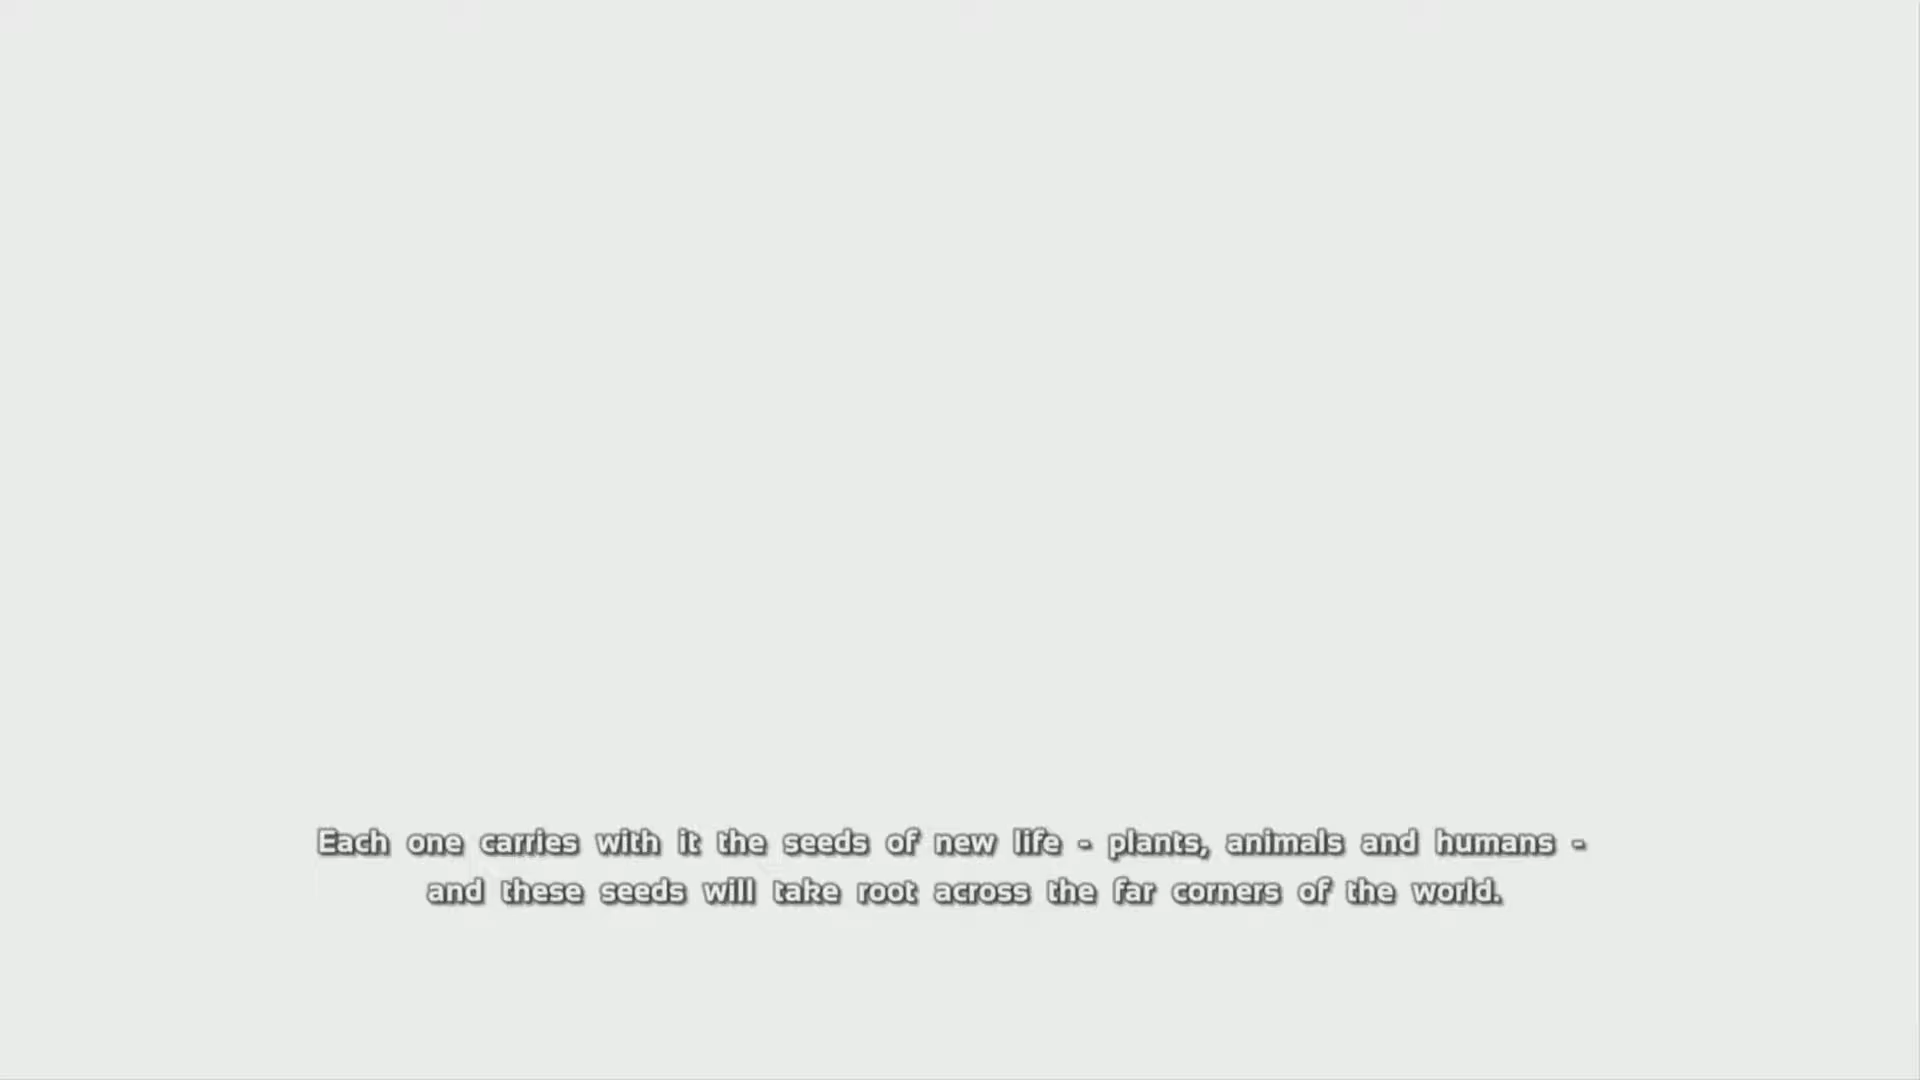 Each one carries with it the seeds of new life - plants, animals and humans -
and these seeds will take root across the far corners of the world.